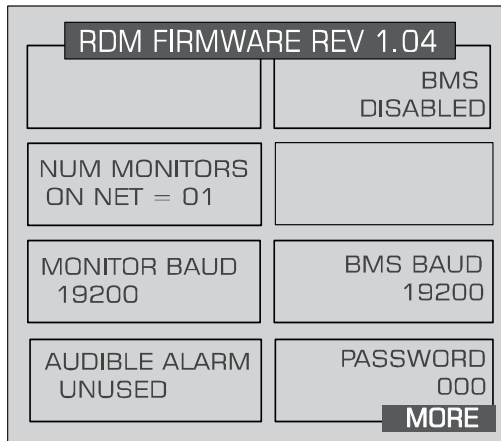 RDM FIRMWARE REV 1.04
BMS
DISABLED
NUM MONITORS
ON NET = 01
MONITOR BAUD
19200
BMS BAUD
19200
AUDIBLE ALARM
UNUSED
PASSWORD
000
MORE